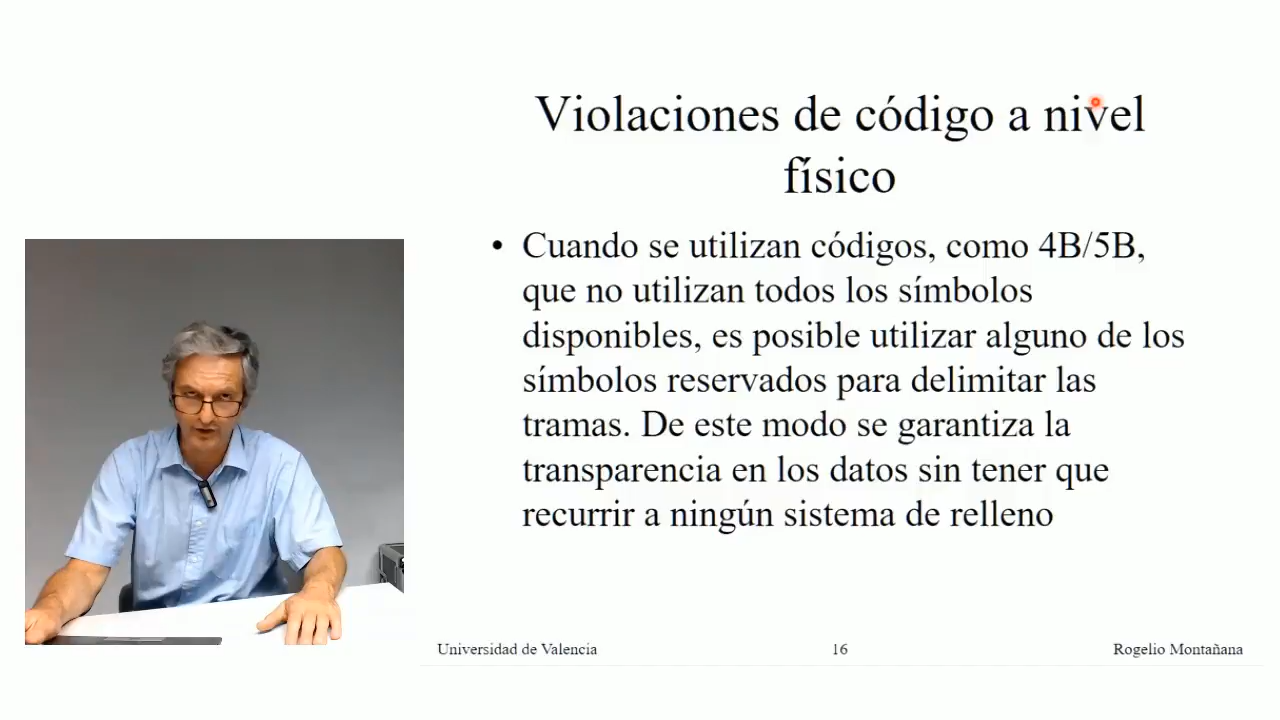 Violaciones de código a nivel
físico
• Cuando se utilizan códigos, como 4B/5B,
que no utilizan todos los símbolos
disponibles, es posible utilizar alguno de los
símbolos reservados para delimitar las
tramas. De este modo se garantiza la
transparencia en los datos sin tener que
recurrir a ningún sistema de relleno
Universidad de Valencia
16
Rogelio Montañana